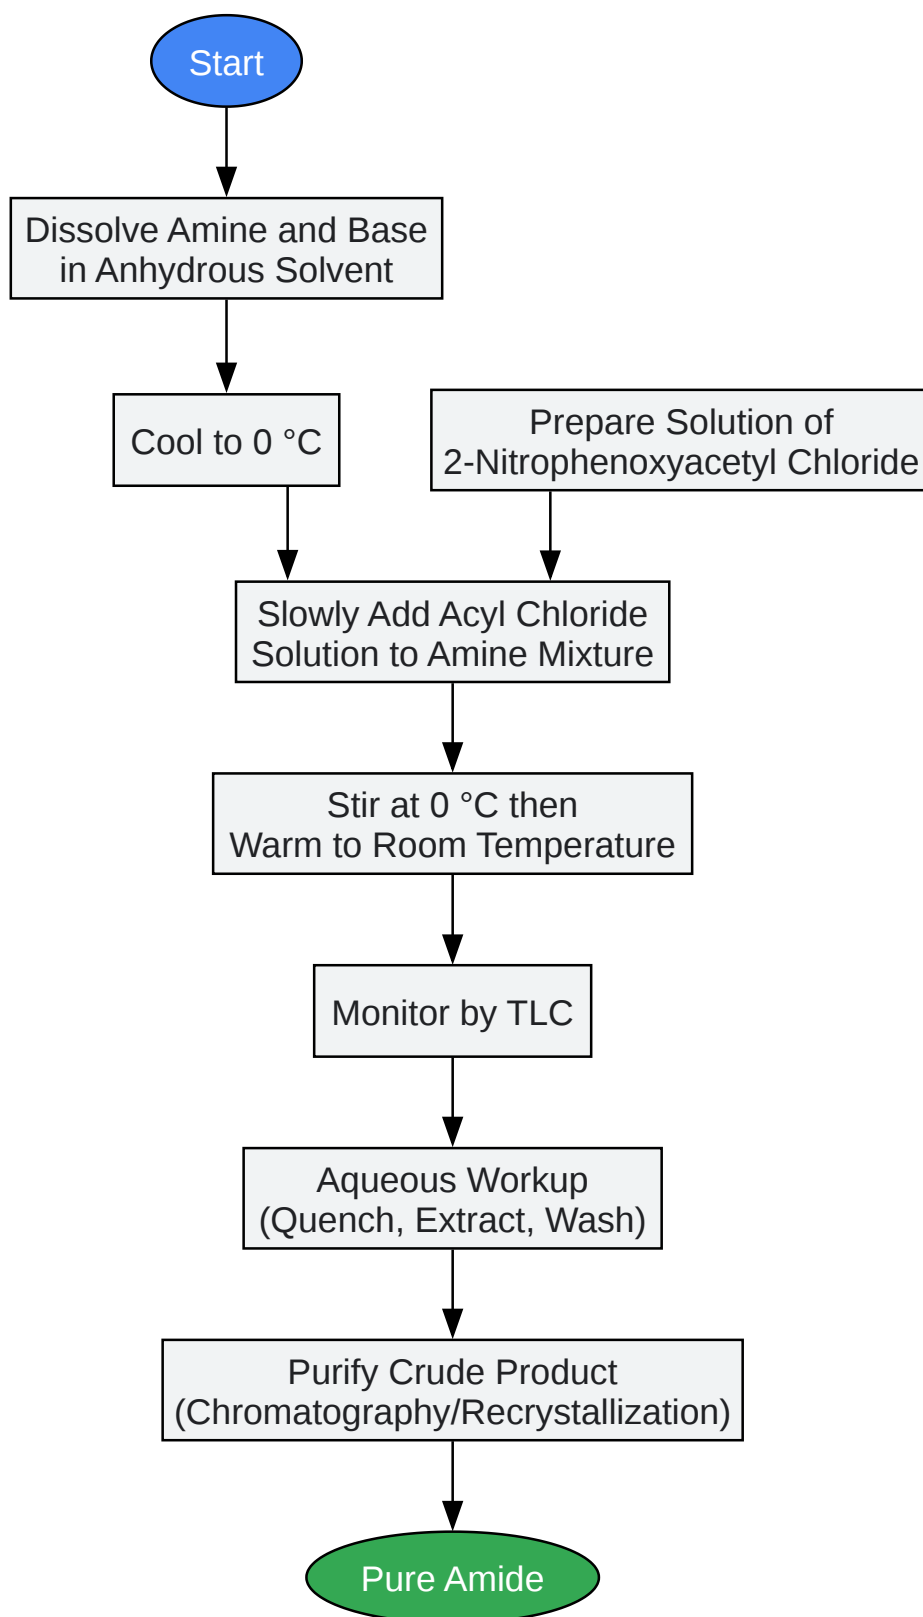 Start
Dissolve Amine and Base
in Anhydrous Solvent
Cool to 0 °C
Prepare Solution of
2-Nitrophenoxyacetyl Chloride
Slowly Add Acyl Chloride
Solution to Amine Mixture
Stir at 0 °C then
Warm to Room Temperature
Monitor by TLC
Aqueous Workup
(Quench, Extract, Wash)
Purify Crude Product
(Chromatography/Recrystallization)
Pure Amide